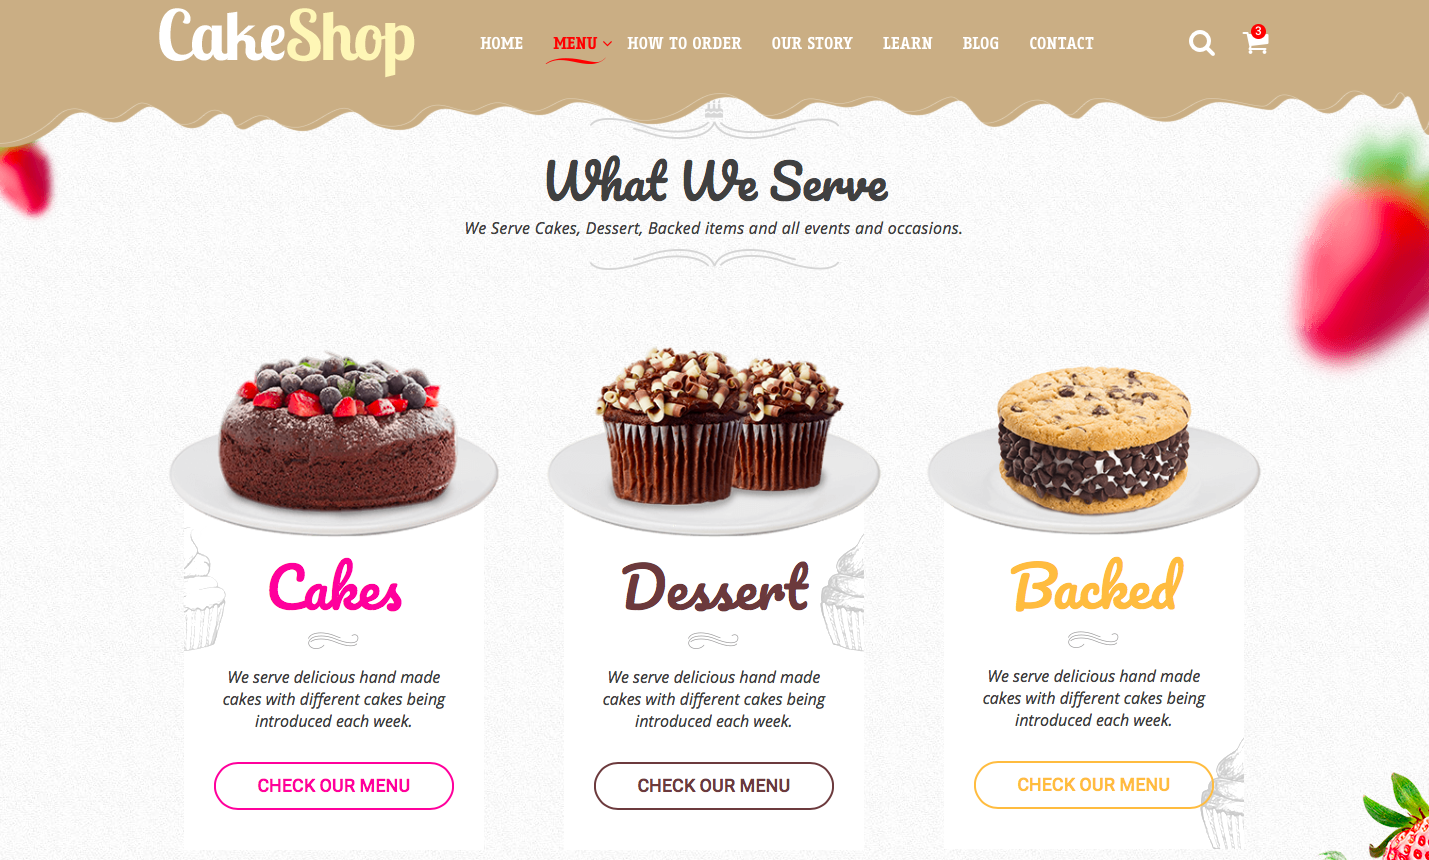 CakeShop
HOME MENU HOW TO ORDER OUR STORY LEARN BLOG CONTACT 3
What We Serve
We Serve Cakes, Dessert, Backed items and all events and occasions.
Cakes
We serve delicious hand made
cakes with different cakes being
introduced each week.
CHECK OUR MENU
Dessert
We serve delicious hand made
cakes with different cakes being
introduced each week.
CHECK OUR MENU
Backed
We serve delicious hand made
cakes with different cakes being
introduced each week.
CHECK OUR MENU